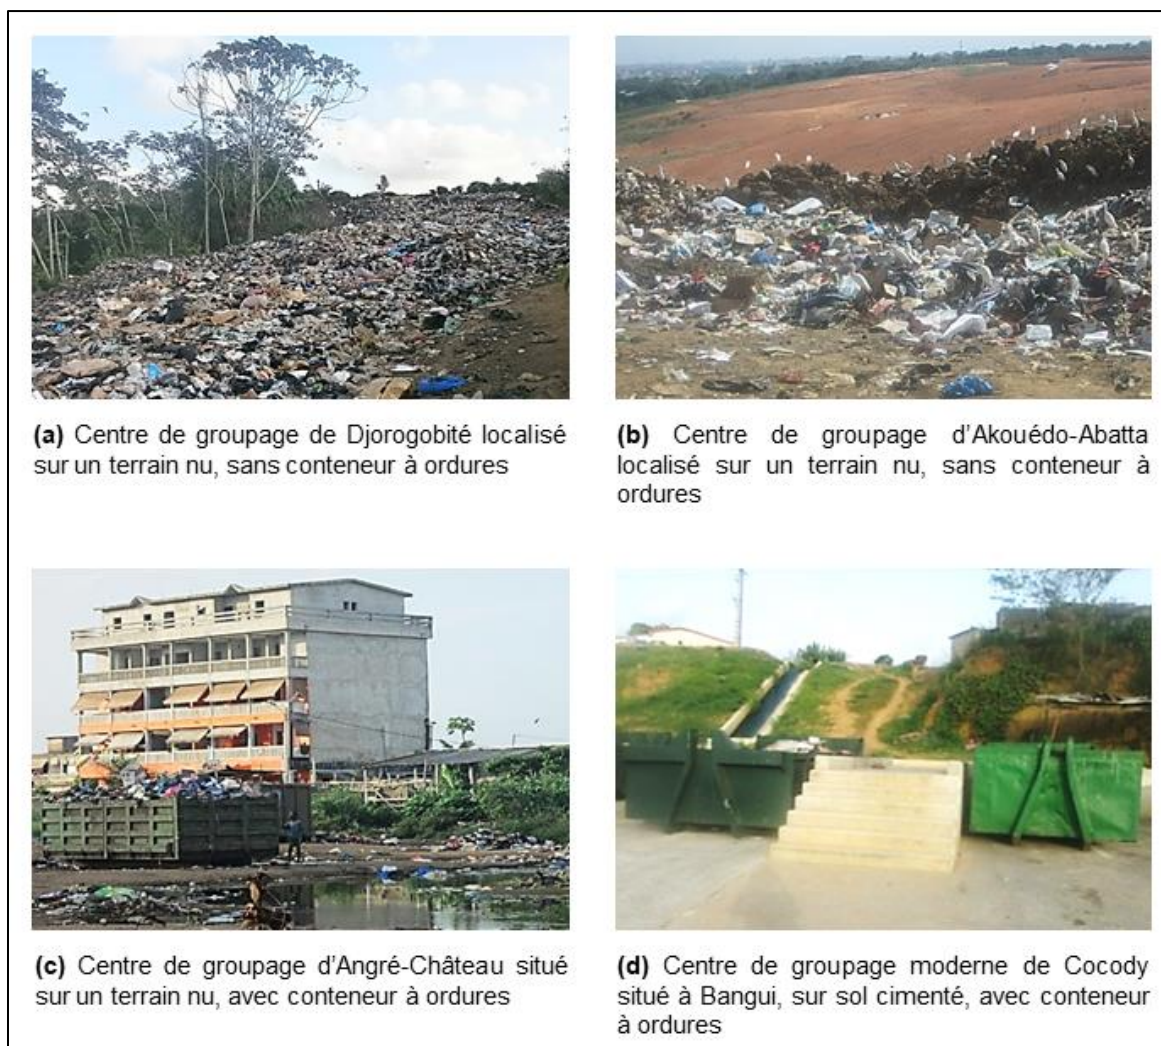 (a) Centre de groupage de Djorogobité localisé
sur un terrain nu, sans conteneur à ordures
(b) Centre de groupage d'Akouédo-Abatta
localisé sur un terrain nu, sans conteneur à
ordures
(c) Centre de groupage d'Angré-Château situé
sur un terrain nu, avec conteneur à ordures
(d) Centre de groupage moderne de Cocody
situé à Bangui, sur sol cimenté, avec conteneur
à ordures